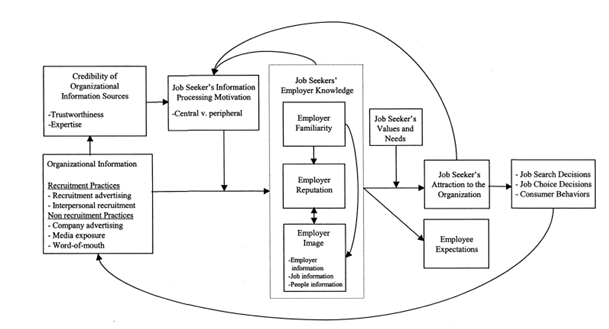 Credibility of
Organizational
Information Sources
-Trustworthiness
-Expertise
Job Seeker's Information
Processing Motivation
-Central v. peripheral
Organizational Information
Recruitment Practices
- Recruitment advertising
- Interpersonal recruitment
Non recruitment Practices
- Company advertising
- Media exposure
- Word-of-mouth
Job Seekers'
Employer Knowledge
Employer
Familiarity
Employer
Reputation
Employer
Image
-Employer
information
-Job information
-People information
Job Seeker's
Values and
Needs
Job Seeker's
Attraction to the
Organization
Employee
Expectations
- Job Search Decisions
- Job Choice Decisions
- Consumer Behaviors